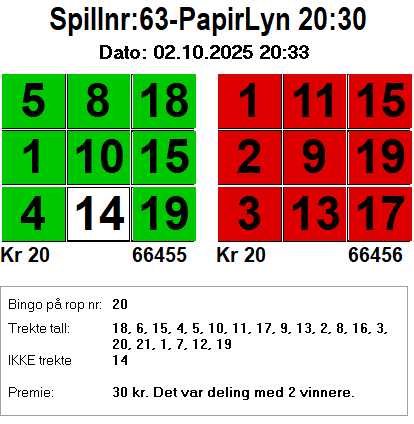 Spillnr:63-PapirLyn 20:30
Dato: 02.10.2025 20:33
5 8 18 1 11 15
1 10 15 2 9 19
4 14 19 3 13 17
Kr 20 66455 Kr 20 66456
Bingo på rop nr: 20
Trekte tall: 18, 6, 15, 4, 5, 10, 11, 17, 9, 13, 2, 8, 16, 3,
20, 21, 1, 7, 12, 19
IKKE trekte 14
Premie: 30 kr. Det var deling med 2 vinnere.